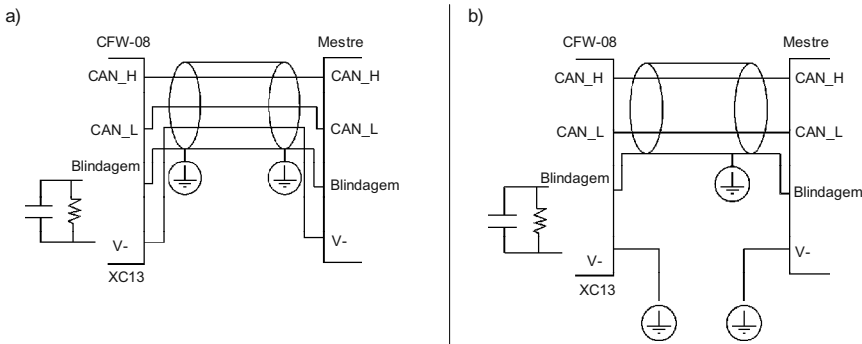 a)
CFW-08
Mestre
CAN_H
CAN_H
CAN_L
CAN_L
Blindagem
Blindagem
V-
V-
XC13
b)
CFW-08
Mestre
CAN_H
CAN_H
CAN_L
CAN_L
Blindagem
Blindagem
V-
V-
XC13